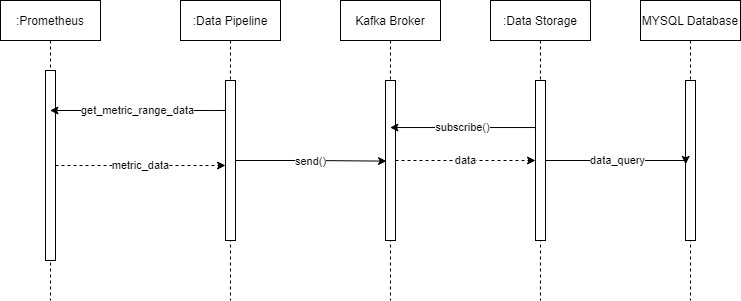 :Prometheus
:Data Pipeline
Kafka Broker
:Data Storage
MYSQL Database
get_metric_range_data
subscribe()
metric_data
send()
data
data_query